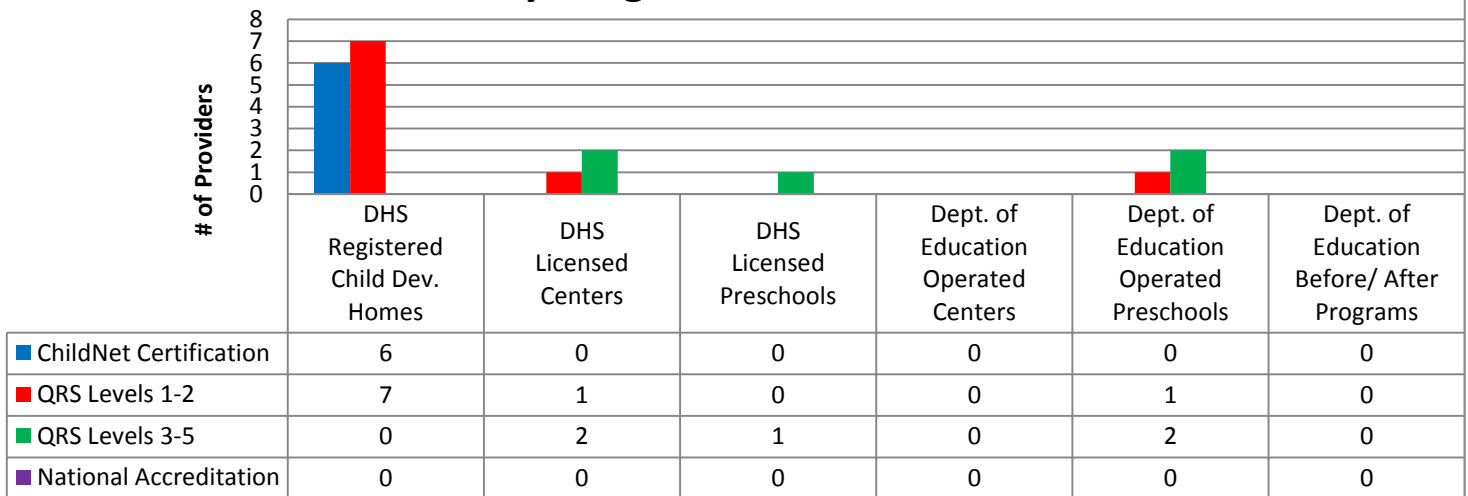 8
7
6
5
4
3
2
1
0
# of Providers
DHS
Registered
Child Dev.
Homes
DHS
Licensed
Centers
DHS
Licensed
Preschools
Dept. of
Education
Operated
Centers
Dept. of
Education
Operated
Preschools
Dept. of
Education
Before/ After
Programs
ChildNet Certification 6 0 0 0 0 0
QRS Levels 1-2 7 1 0 0 1 0
QRS Levels 3-5 0 2 1 0 2 0
National Accreditation 0 0 0 0 0 0